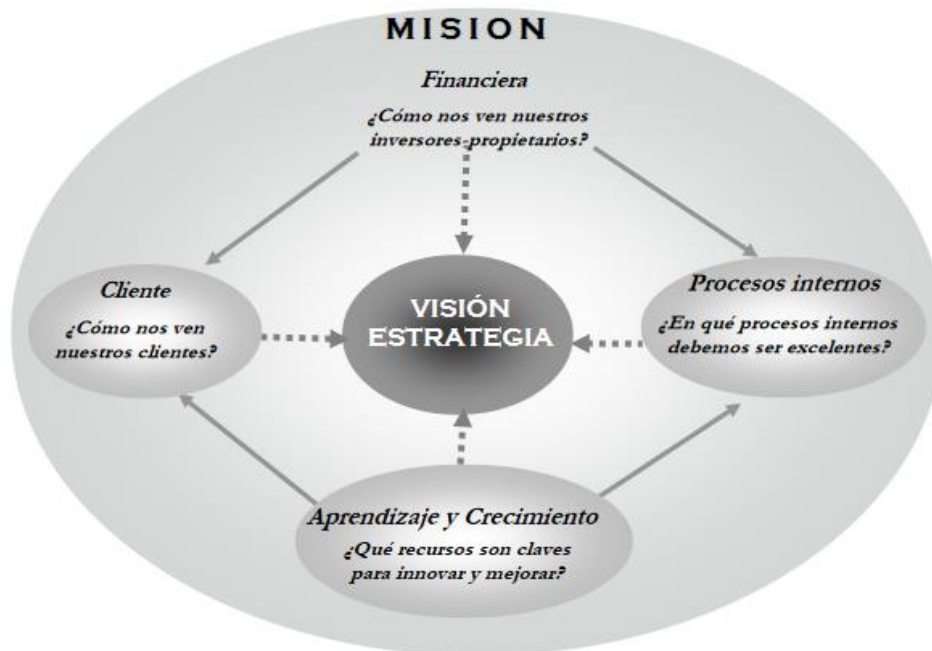 MISION
Financiera
¿Cómo nos ven nuestros
inversores-propietarios?
Cliente
¿Cómo nos ven
nuestros clientes?
VISIÓN
ESTRATEGIA
Procesos internos
¿En qué procesos internos
debemos ser excelentes?
Aprendizaje y Crecimiento
¿Qué recursos son claves
para innovar y mejorar?